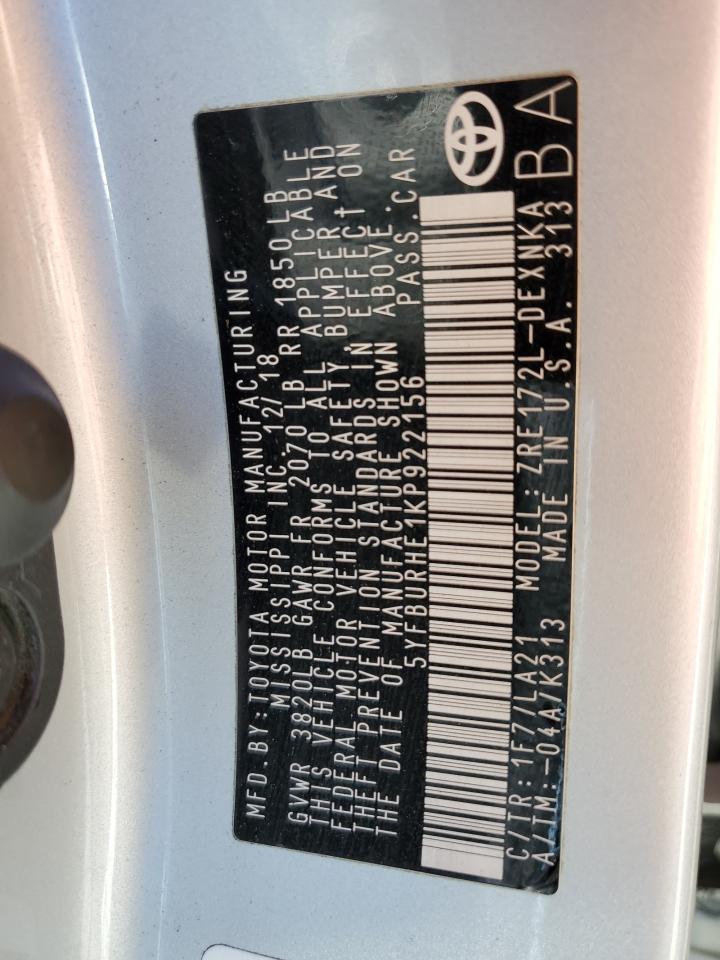 MFD.BY:TOYOTA MOTOR MANUFACTURING
MISSISSIPPI INC. 12/ 18
GVWR 3820LB GAWR FR 2070 LB RR 1850 LB
THIS VEHICLE CONFORMS TO ALL APPLICABLE
FEDERAL MOTOR VEHICLE SAFETY, BUMPER AND
THEFT PREVENTION STANDARDS IN EFFECT ON
THE DATE OF MANUFACTURE SHOWN ABOVE.
5YFBURHE1KP922156 PASS.CAR
C/TR: 1F7/LA21 MODEL: ZRE172L-DEXNKA
A/TM:-04A/K313 MADE IN U.S.A. 313
BA